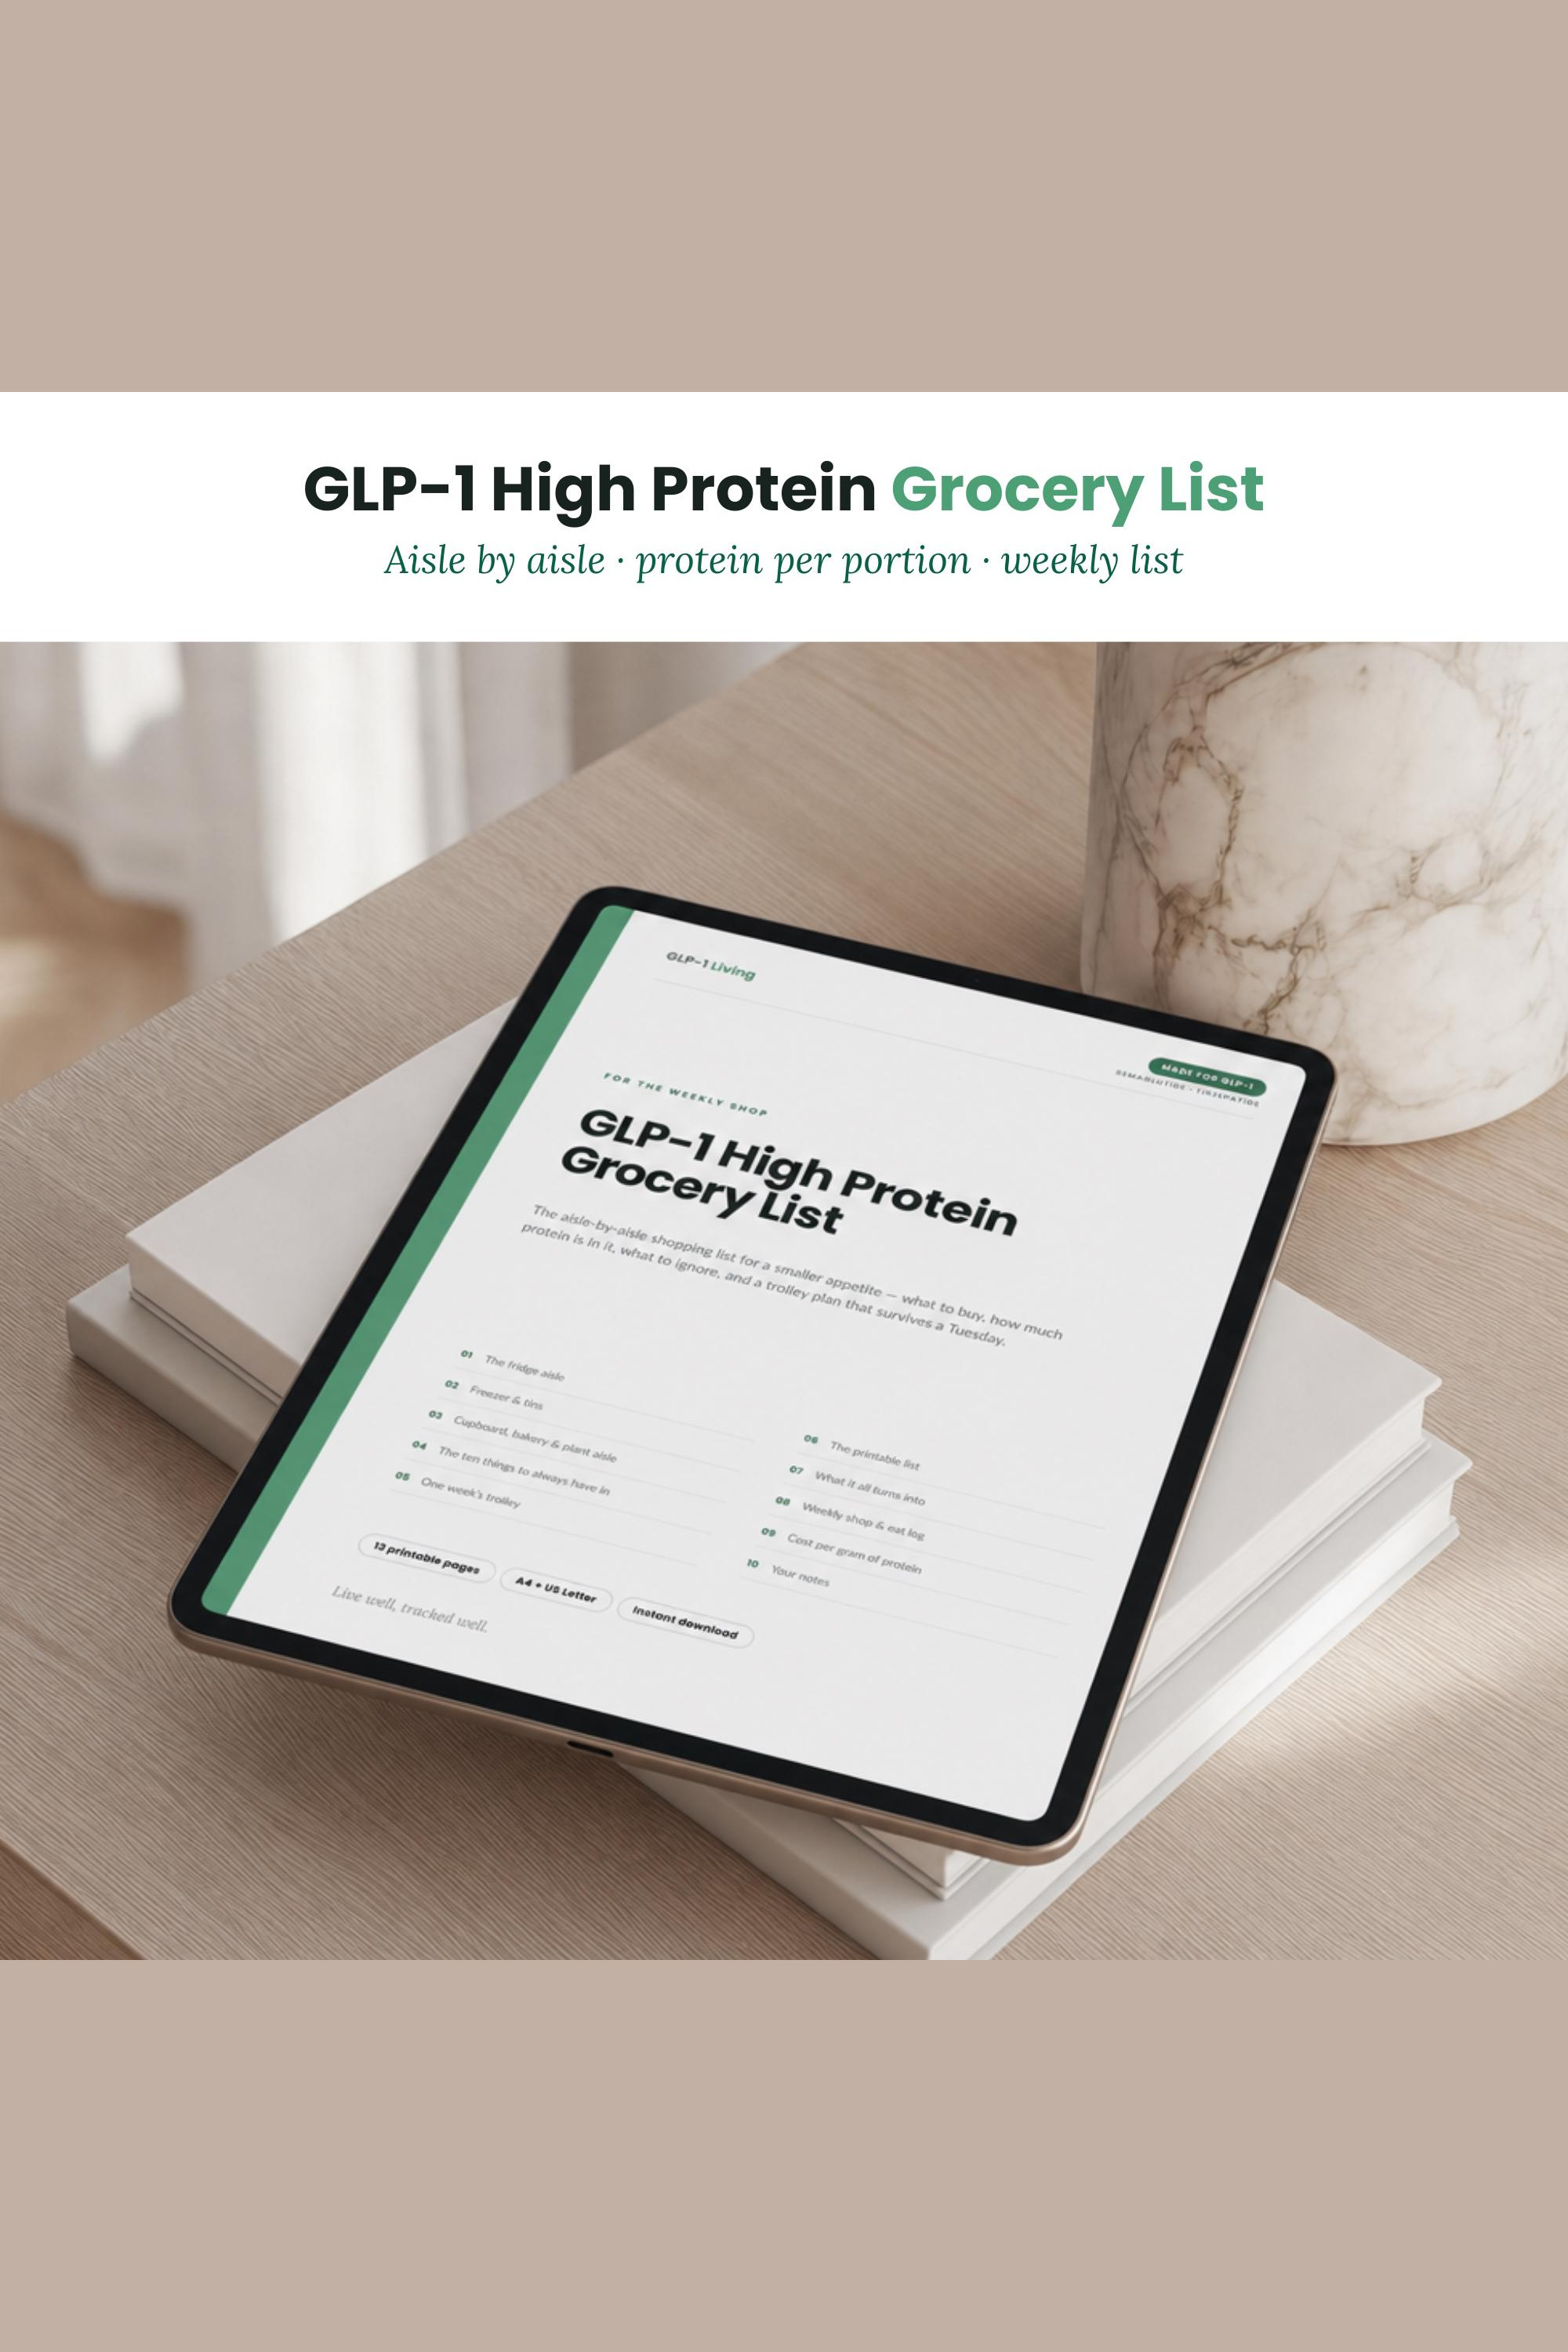 GLP-1 High Protein Grocery List
Aisle by aisle · protein per portion · weekly list
GLP-1 Living
MADE FOR GLP-1
SEMAGLUTIDE · TIRZEPATIDE
FOR THE WEEKLY SHOP
GLP-1 High Protein
Grocery List
The aisle-by-aisle shopping list for a smaller appetite — what to buy, how much
protein is in it, what to ignore, and a trolley plan that survives a Tuesday.
01 The fridge aisle
02 Freezer & tins
03 Cupboard, bakery & plant aisle
04 The ten things to always have in
05 One week's trolley
06 The printable list
07 What it all turns into
08 Weekly shop & eat log
09 Cost per gram of protein
10 Your notes
13 printable pages
A4 + US Letter
Instant download
Live well, tracked well.